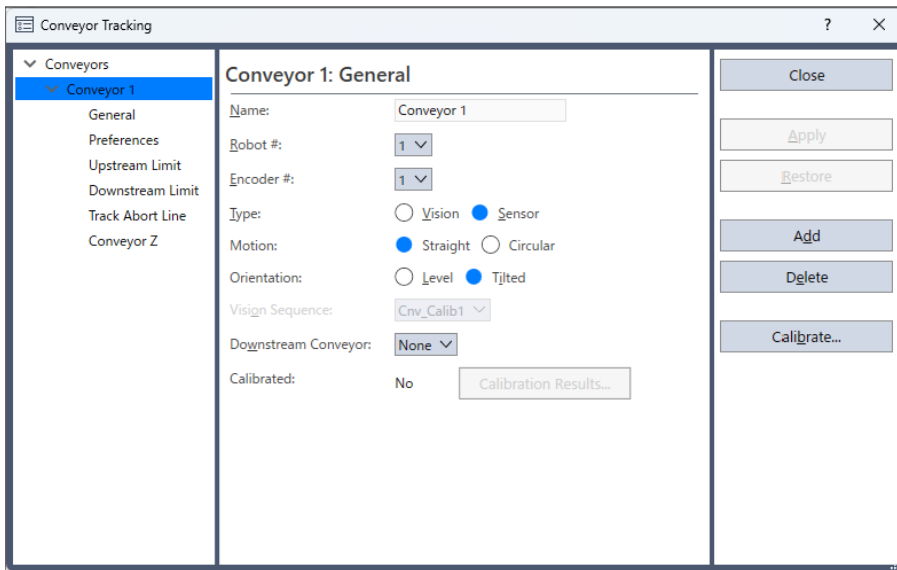 Conveyor Tracking
?
Conveyors
Conveyor 1
General
Preferences
Upstream Limit
Downstream Limit
Track Abort Line
Conveyor Z
Conveyor 1: General
Name: Conveyor 1
Robot #: 1
Encoder #: 1
Type: Vision Sensor
Motion: Straight Circular
Orientation: Level Tilted
Vision Sequence: Cnv_Calib1
Downstream Conveyor: None
Calibrated: No Calibration Results...
Close
Apply
Restore
Add
Delete
Calibrate...